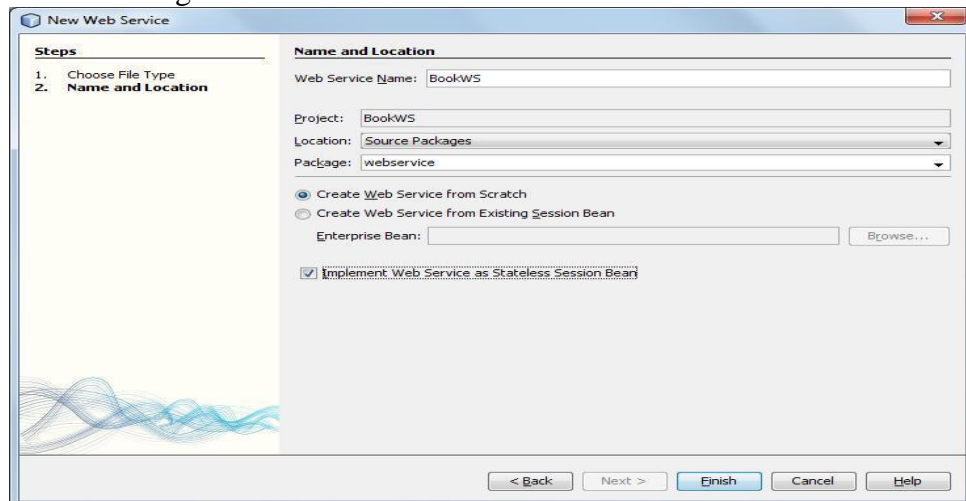 New Web Service
Steps
1. Choose File Type
2. Name and Location
Name and Location
Web Service Name: BookWS
Project: BookWS
Location: Source Packages
Package: webservice
Create Web Service from Scratch
Create Web Service from Existing Session Bean
Enterprise Bean: Browse...
Implement Web Service as Stateless Session Bean
< Back Next > Finish Cancel Help